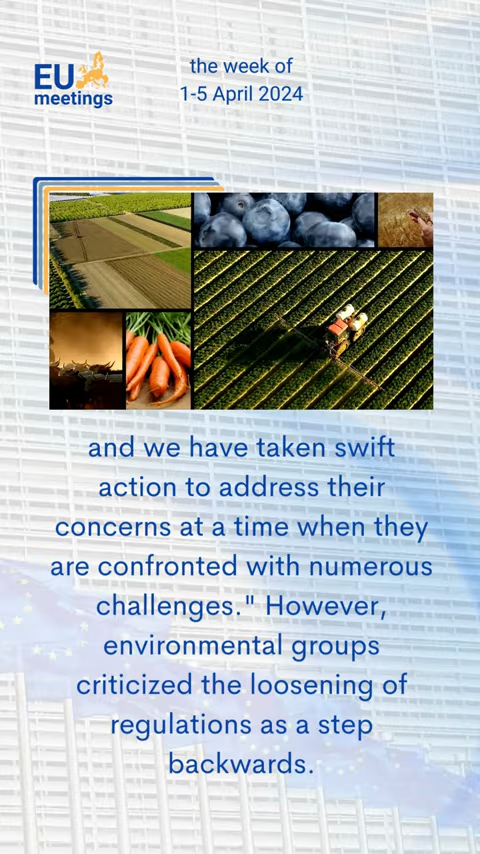 EU
meetings
the week of
1-5 April 2024
and we have taken swift
action to address their
concerns at a time when they
are confronted with numerous
challenges." However,
environmental groups
criticized the loosening of
regulations as a step
backwards.